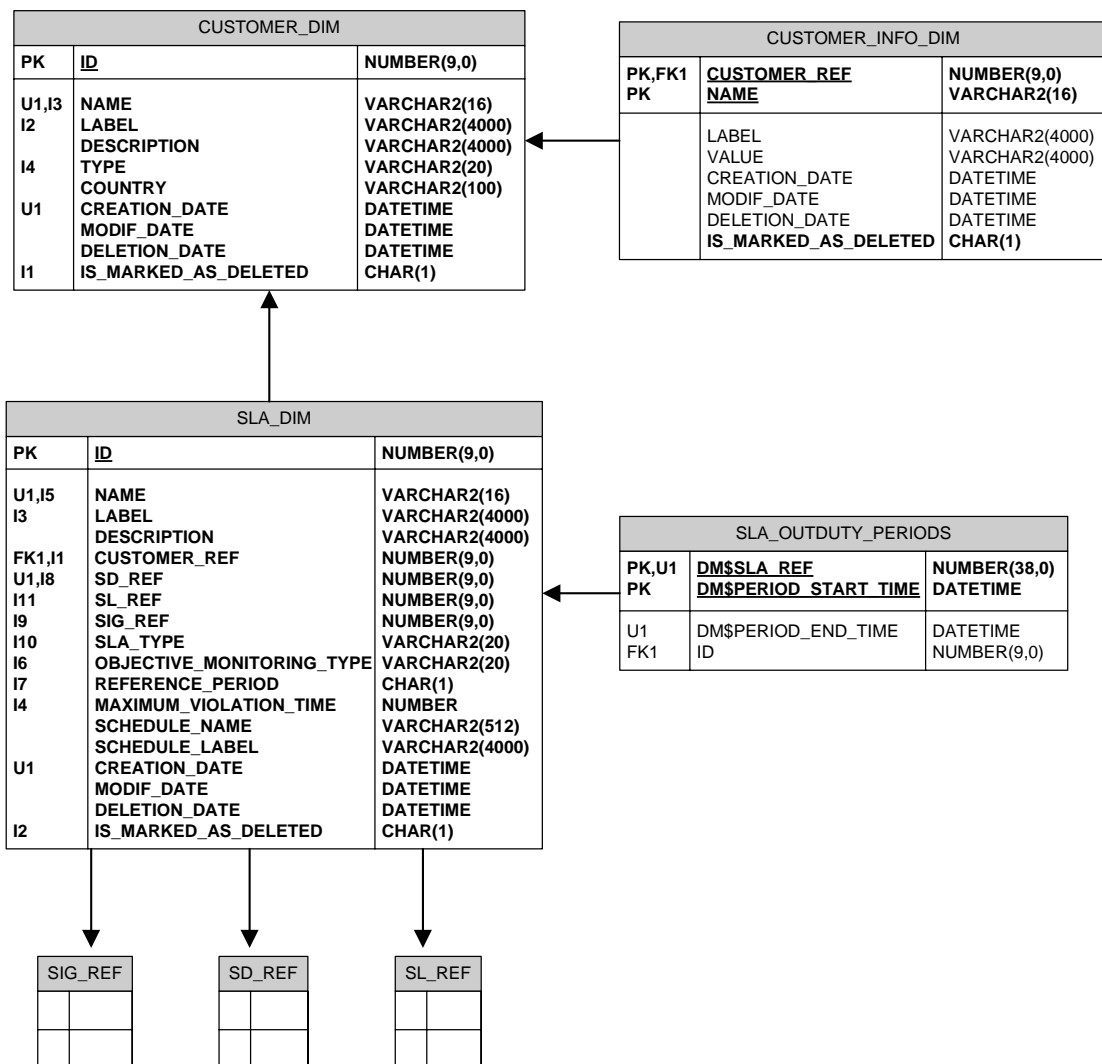 CUSTOMER_DIM
PK ID NUMBER(9,0)
U1,I3 NAME VARCHAR2(16)
I2 LABEL VARCHAR2(4000)
DESCRIPTION VARCHAR2(4000)
I4 TYPE VARCHAR2(20)
COUNTRY VARCHAR2(100)
U1 CREATION_DATE DATETIME
MODIF_DATE DATETIME
DELETION_DATE DATETIME
I1 IS_MARKED_AS_DELETED CHAR(1)
CUSTOMER_INFO_DIM
PK,FK1 CUSTOMER_REF NUMBER(9,0)
PK NAME VARCHAR2(16)
LABEL VARCHAR2(4000)
VALUE VARCHAR2(4000)
CREATION_DATE DATETIME
MODIF_DATE DATETIME
DELETION_DATE DATETIME
IS_MARKED_AS_DELETED CHAR(1)
SLA_DIM
PK ID NUMBER(9,0)
U1,I5 NAME VARCHAR2(16)
I3 LABEL VARCHAR2(4000)
DESCRIPTION VARCHAR2(4000)
FK1,I1 CUSTOMER_REF NUMBER(9,0)
U1,I8 SD_REF NUMBER(9,0)
I11 SL_REF NUMBER(9,0)
I9 SIG_REF NUMBER(9,0)
I10 SLA_TYPE VARCHAR2(20)
I6 OBJECTIVE_MONITORING_TYPE VARCHAR2(20)
I7 REFERENCE_PERIOD CHAR(1)
I4 MAXIMUM_VIOLATION_TIME NUMBER
SCHEDULE_NAME VARCHAR2(512)
SCHEDULE_LABEL VARCHAR2(4000)
U1 CREATION_DATE DATETIME
MODIF_DATE DATETIME
DELETION_DATE DATETIME
I2 IS_MARKED_AS_DELETED CHAR(1)
SLA_OUTDUTY_PERIODS
PK,U1 DM$SLA_REF NUMBER(38,0)
PK DM$PERIOD_START_TIME DATETIME
U1 DM$PERIOD_END_TIME DATETIME
FK1 ID NUMBER(9,0)
SIG_REF
SD_REF
SL_REF